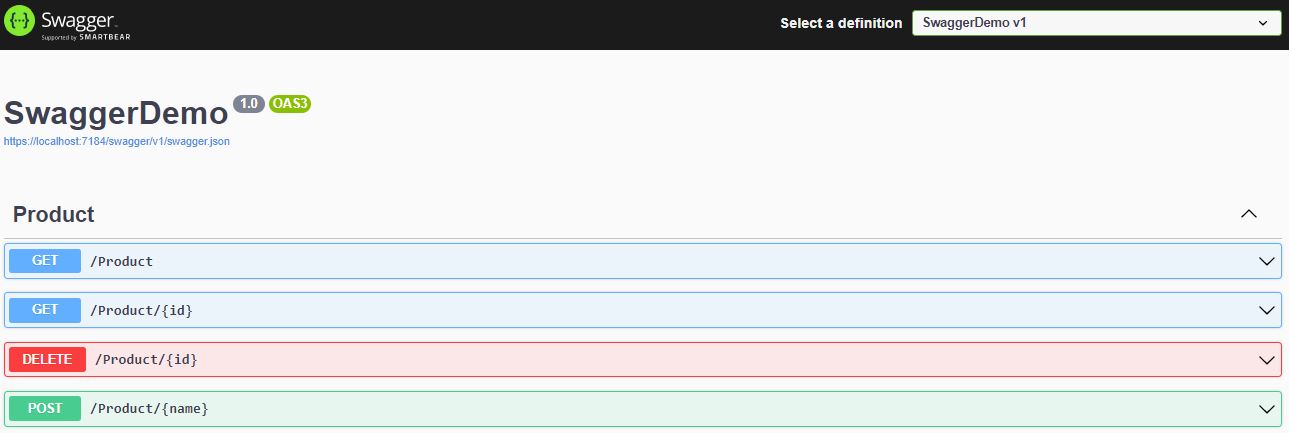 Swagger
Supported by SMARTBEAR
Select a definition
SwaggerDemo v1
SwaggerDemo 1.0 OAS3
https://localhost:7184/swagger/v1/swagger.json
Product
GET /Product
GET /Product/{id}
DELETE /Product/{id}
POST /Product/{name}